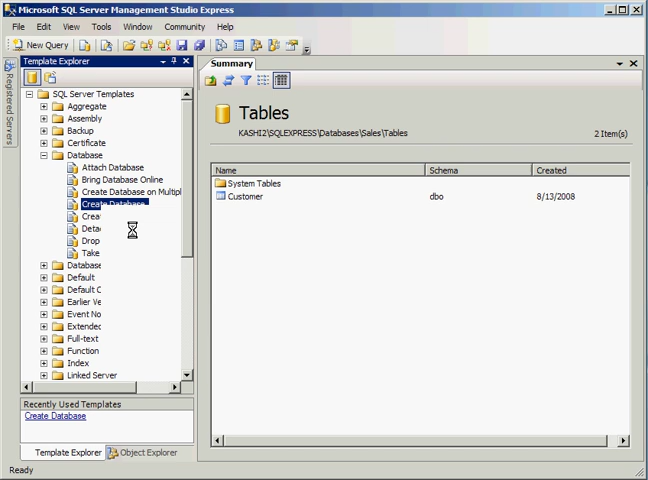 Microsoft SQL Server Management Studio Express
File Edit View Tools Window Community Help
New Query
Registered Servers
Template Explorer
SQL Server Templates
Aggregate
Assembly
Backup
Certificate
Database
Attach Database
Bring Database Online
Create Database on Multipl
Create Database
Creat
Detac
Drop
Take
Database
Default
Default C
Earlier Ve
Event No
Extended
Full-text
Function
Index
Linked Server
Recently Used Templates
Create Database
Template Explorer Object Explorer
Summary
Tables
KASHI2\SQLEXPRESS\Databases\Sales\Tables
2 Item(s)
Name Schema Created
System Tables
Customer dbo 8/13/2008
Ready